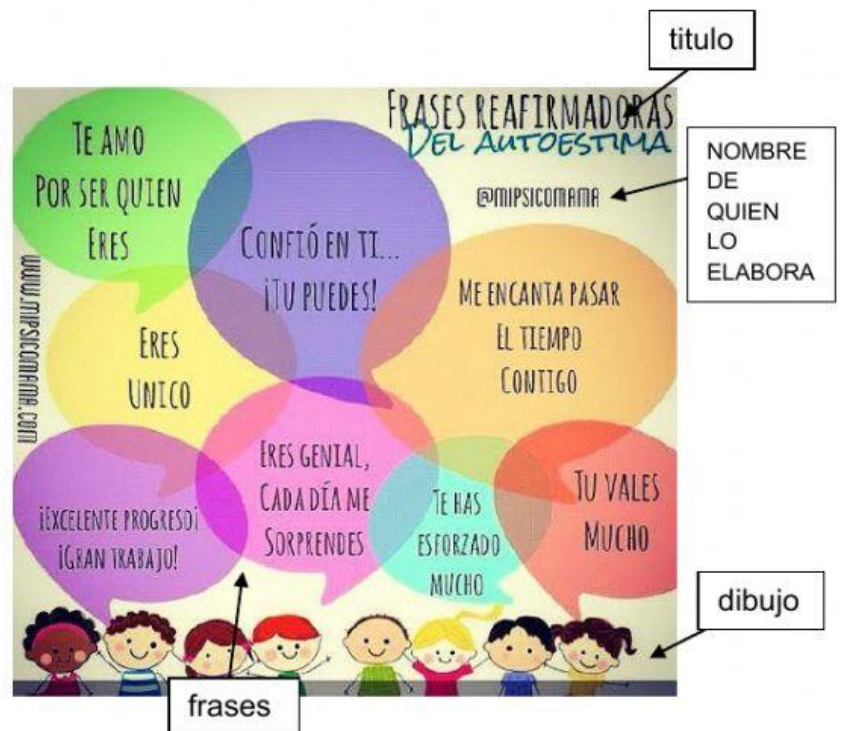 titulo
FRASES REAFIRMADORAS
DEL AUTOESTIMA
@MIPSICOMAMA
NOMBRE
DE
QUIEN
LO
ELABORA
TE AMO
POR SER QUIEN
ERES
CONFIÓ EN TI...
¡TU PUEDES!
ME ENCANTA PASAR
EL TIEMPO
CONTIGO
www.mipsicomama.com
ERES
UNICO
ERES GENIAL,
CADA DÍA ME
SORPRENDES
TE HAS
ESFORZADO
MUCHO
TU VALES
MUCHO
¡EXCELENTE PROGRESO¡
¡GRAN TRABAJO!
dibujo
frases